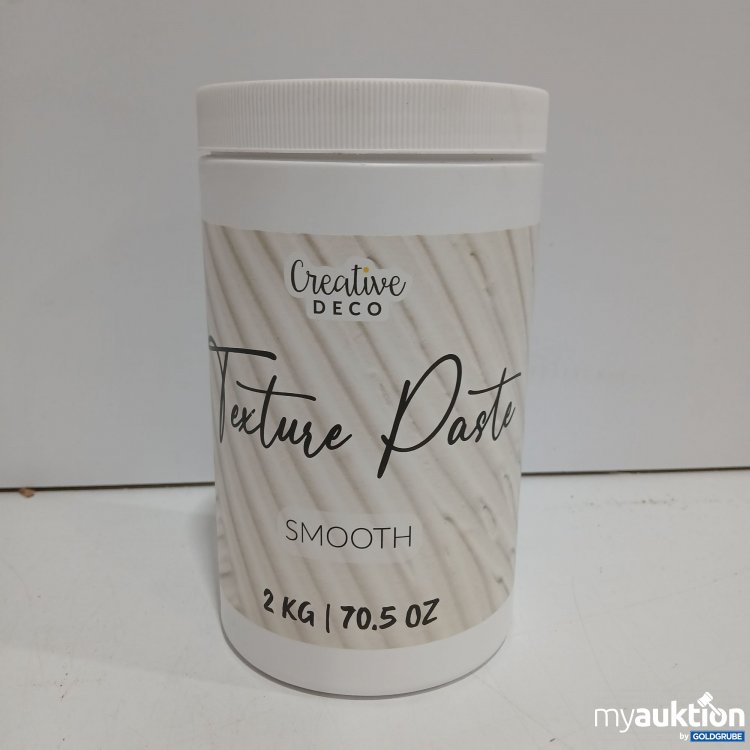 Creative
DECO
Texture Paste
SMOOTH
2 KG | 70.5 OZ
myauktion
by GOLDGRUBE